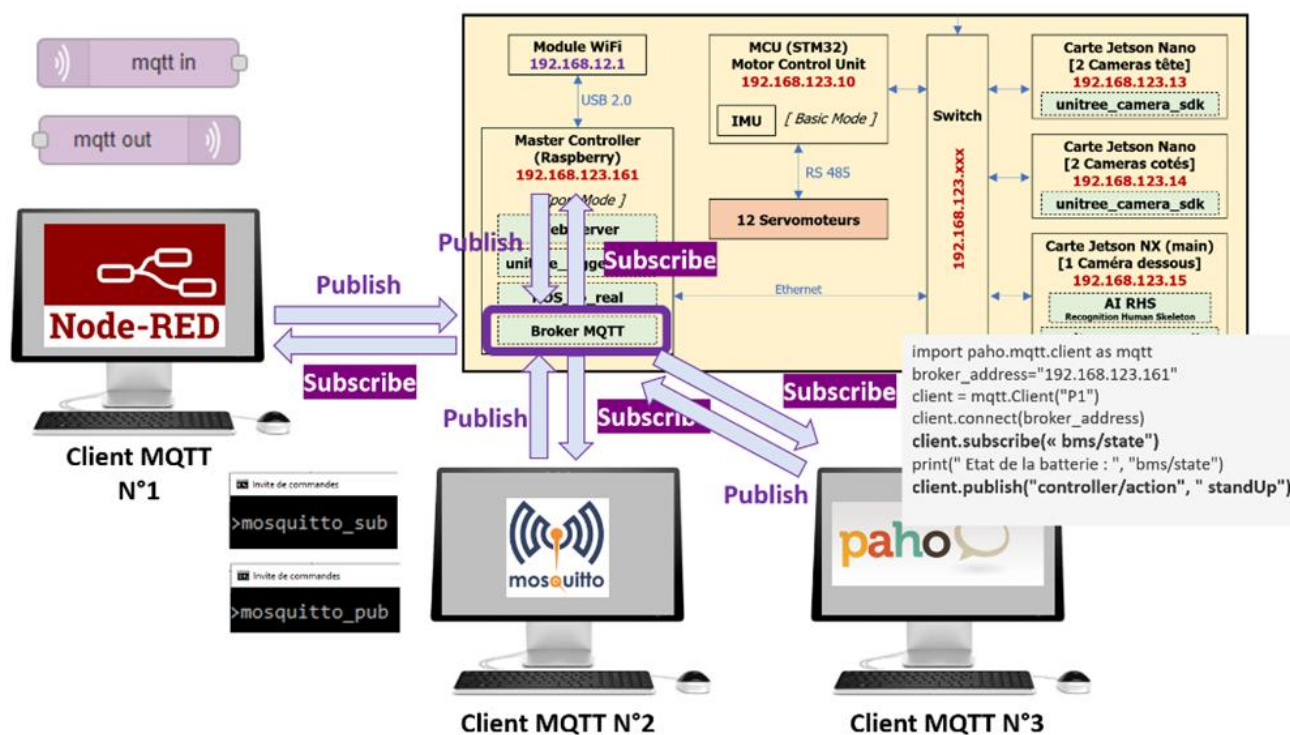 mqtt in
mqtt out
Module WiFi
192.168.12.1
USB 2.0
Master Controller
(Raspberry)
192.168.123.161
Mode ]
server
real
Broker MQTT
MCU (STM32)
Motor Control Unit
192.168.123.10
IMU
[ Basic Mode ]
RS 485
12 Servomoteurs
Ethernet
Switch
192.168.123.xxx
Carte Jetson Nano
[2 Cameras tête]
192.168.123.13
unitree_camera_sdk
Carte Jetson Nano
[2 Cameras cotés]
192.168.123.14
unitree_camera_sdk
Carte Jetson NX (main)
[1 Caméra dessous]
192.168.123.15
AI RHS
Recognition Human Skeleton
Publish
Subscribe
Publish
Subscribe
Publish
Subscribe
Subscribe
Publish
Node-RED
Client MQTT
N°1
Invite de commandes
>mosquitto_sub
Invite de commandes
>mosquitto_pub
mosquitto
Client MQTT N°2
import paho.mqtt.client as mqtt
broker_address="192.168.123.161"
client = mqtt.Client("P1")
client.connect(broker_address)
client.subscribe(« bms/state")
print(" Etat de la batterie : ", "bms/state")
client.publish("controller/action", " standUp")
paho
Client MQTT N°3